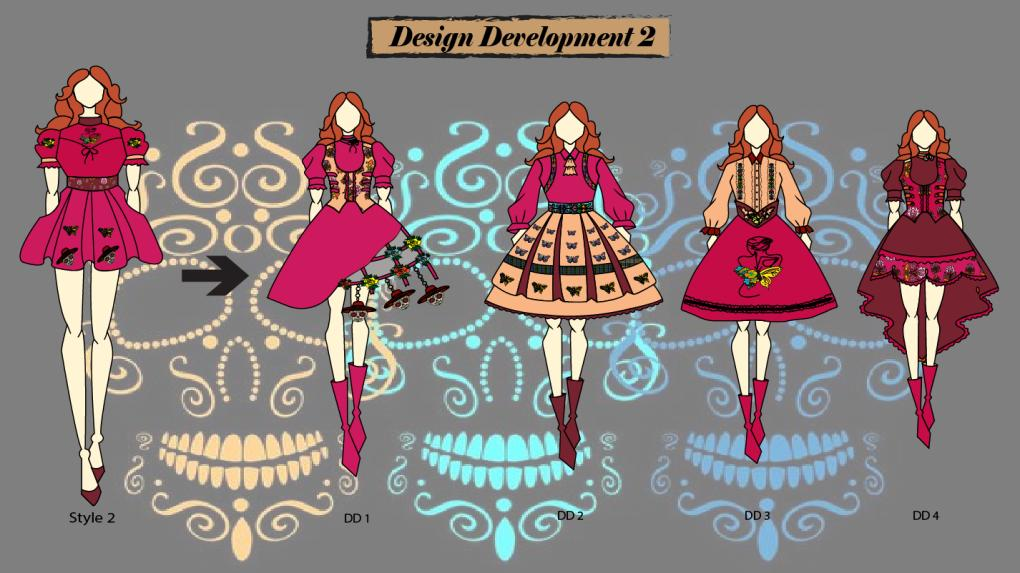 Design Development 2
Style 2
DD 1
DD 2
DD 3
DD 4